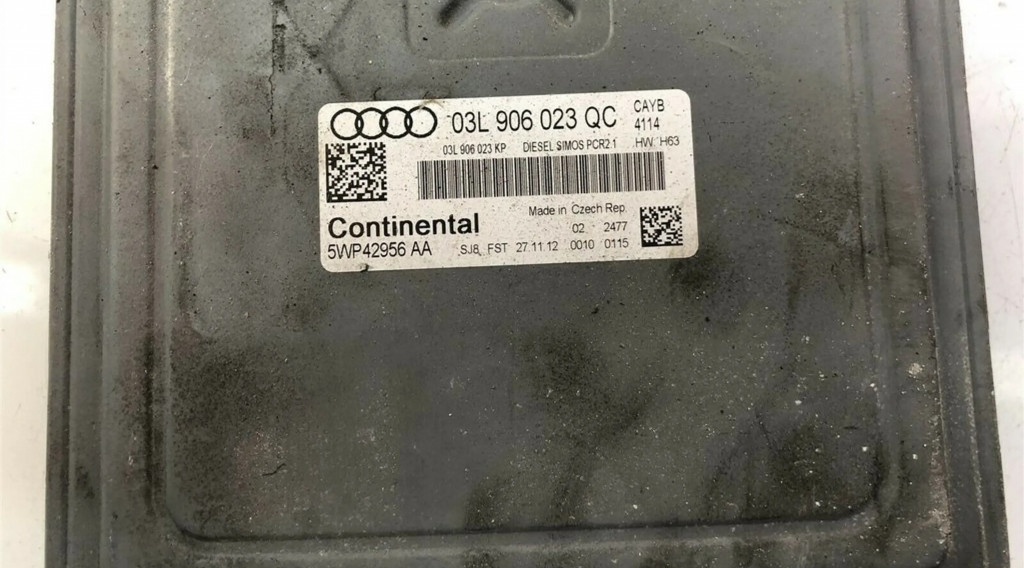 03L 906 023 QC CAYB
4114
03L 906 023 KP DIESEL SIMOS PCR2.1 HW: H63
Continental Made in Czech Rep.
02 2477
5WP42956 AA SJ8 FST 27.11.12 0010 0115